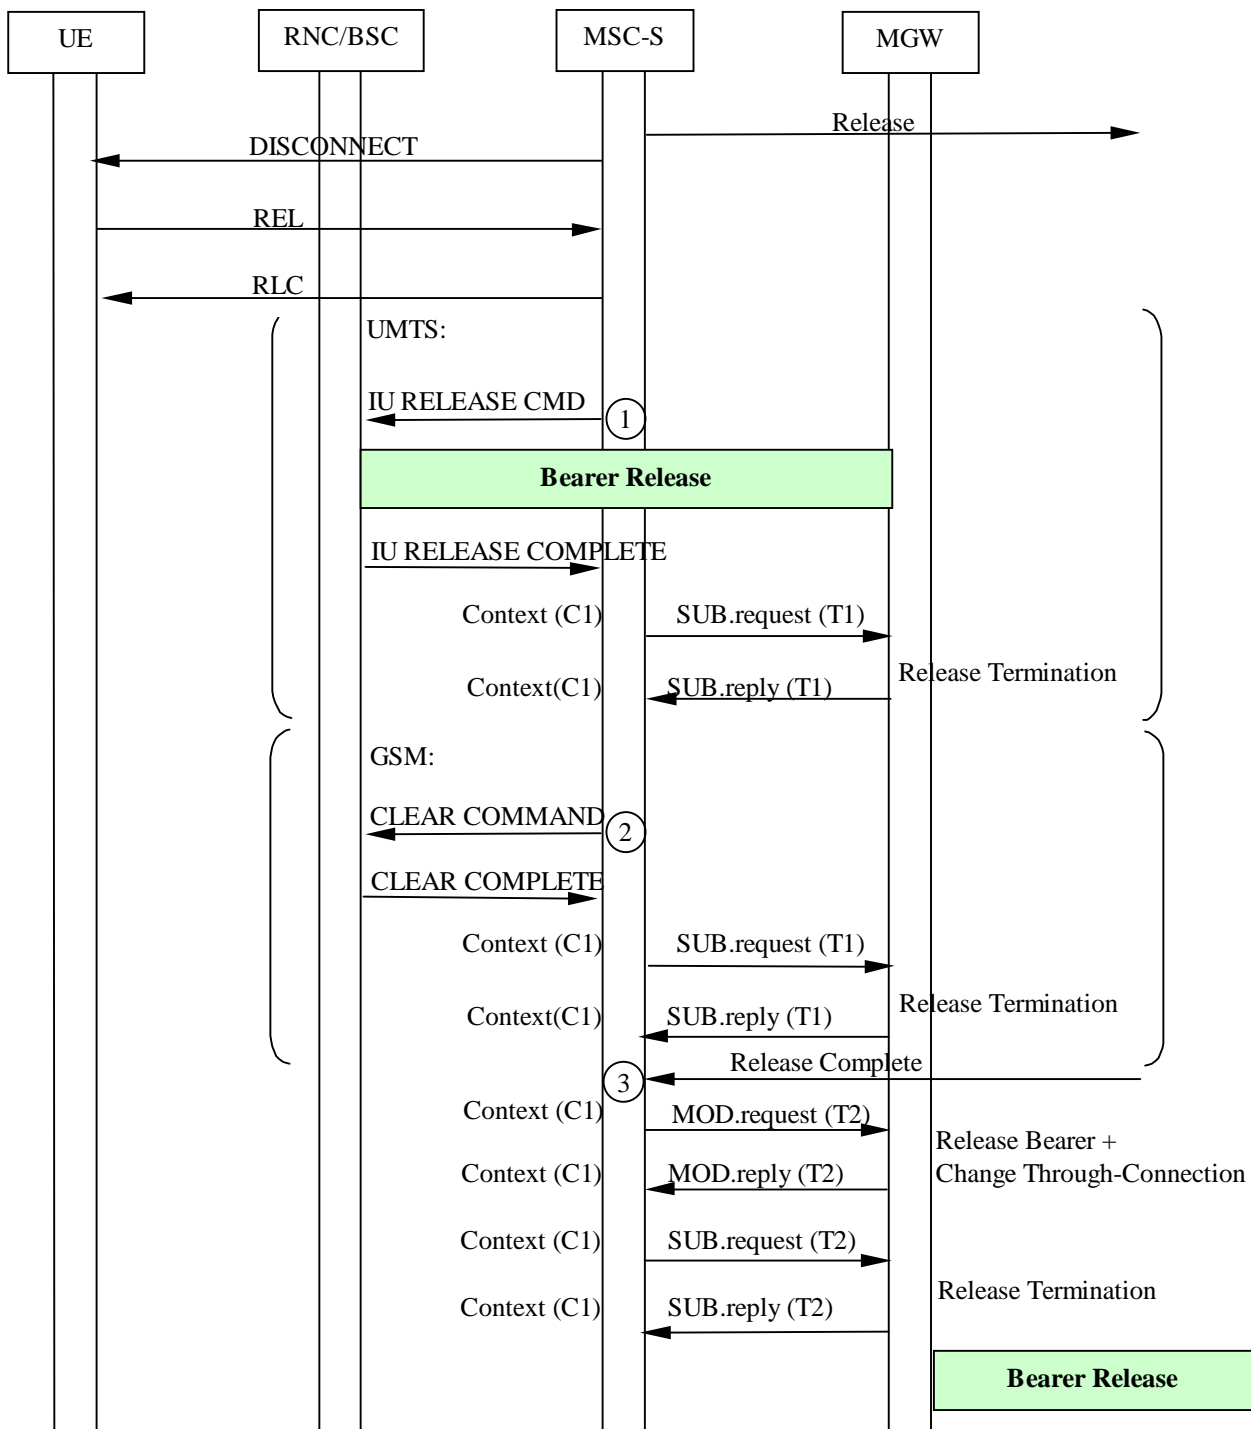 UE
RNC/BSC
MSC-S
MGW
Release
DISCONNECT
REL
RLC
UMTS:
IU RELEASE CMD
1
Bearer Release
IU RELEASE COMPLETE
Context (C1)
SUB.request (T1)
Release Termination
Context(C1)
SUB.reply (T1)
GSM:
CLEAR COMMAND
2
CLEAR COMPLETE
Context (C1)
SUB.request (T1)
Release Termination
Context(C1)
SUB.reply (T1)
Release Complete
3
Context (C1)
MOD.request (T2)
Release Bearer +
Change Through-Connection
Context (C1)
MOD.reply (T2)
Context (C1)
SUB.request (T2)
Release Termination
Context (C1)
SUB.reply (T2)
Bearer Release